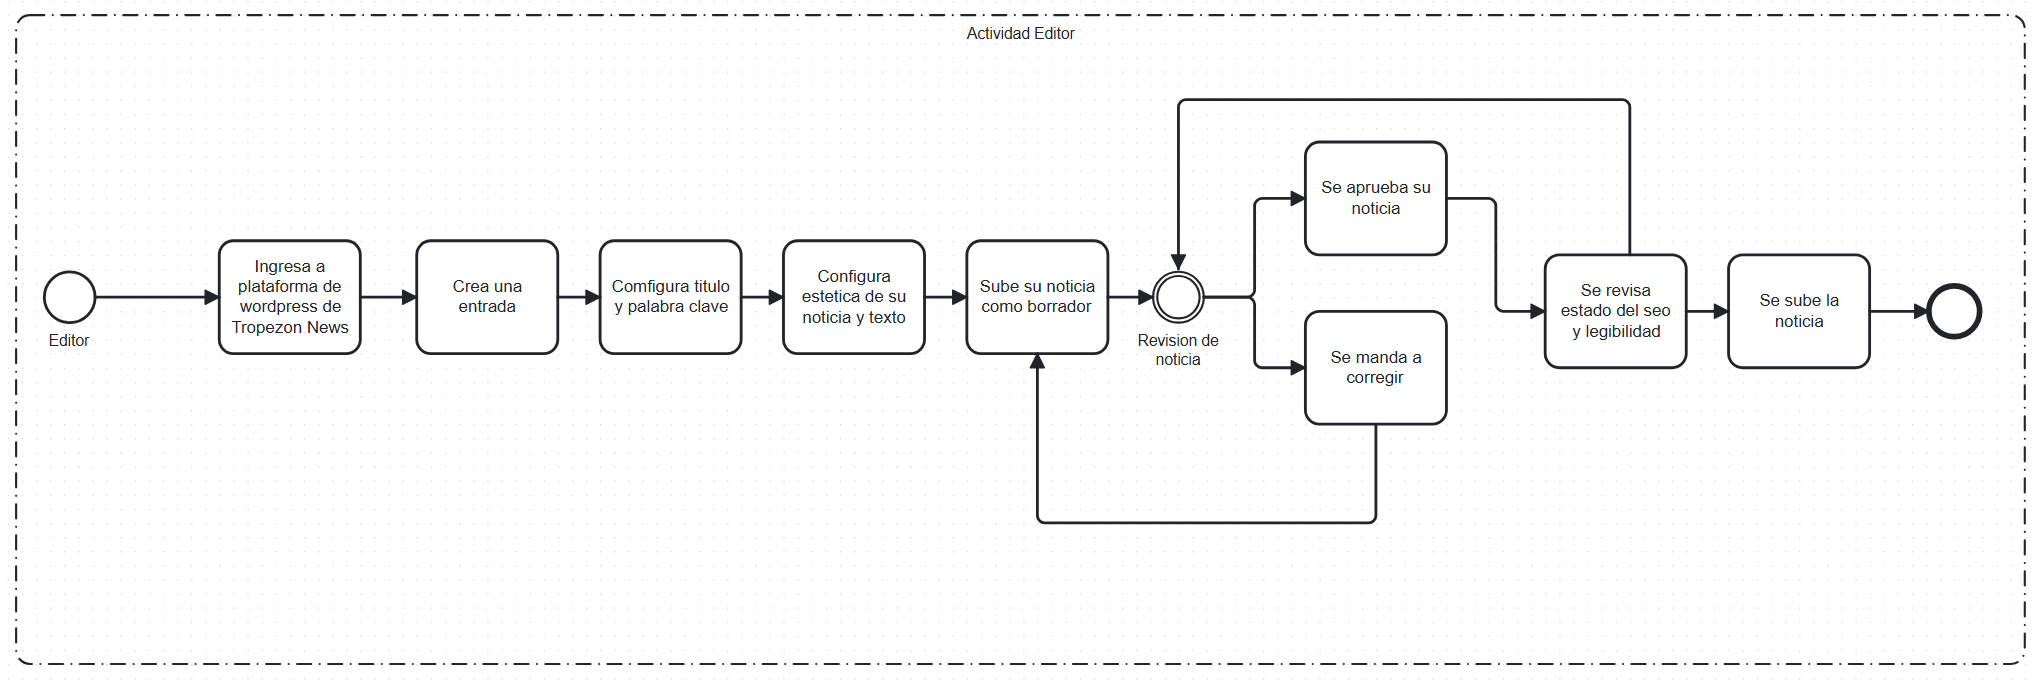 Actividad Editor
Editor
Ingresa a
plataforma de
wordpress de
Tropezon News
Crea una
entrada
Comfigura titulo
y palabra clave
Configura
estetica de su
noticia y texto
Sube su noticia
como borrador
Revision de
noticia
Se aprueba su
noticia
Se manda a
corregir
Se revisa
estado del seo
y legibilidad
Se sube la
noticia